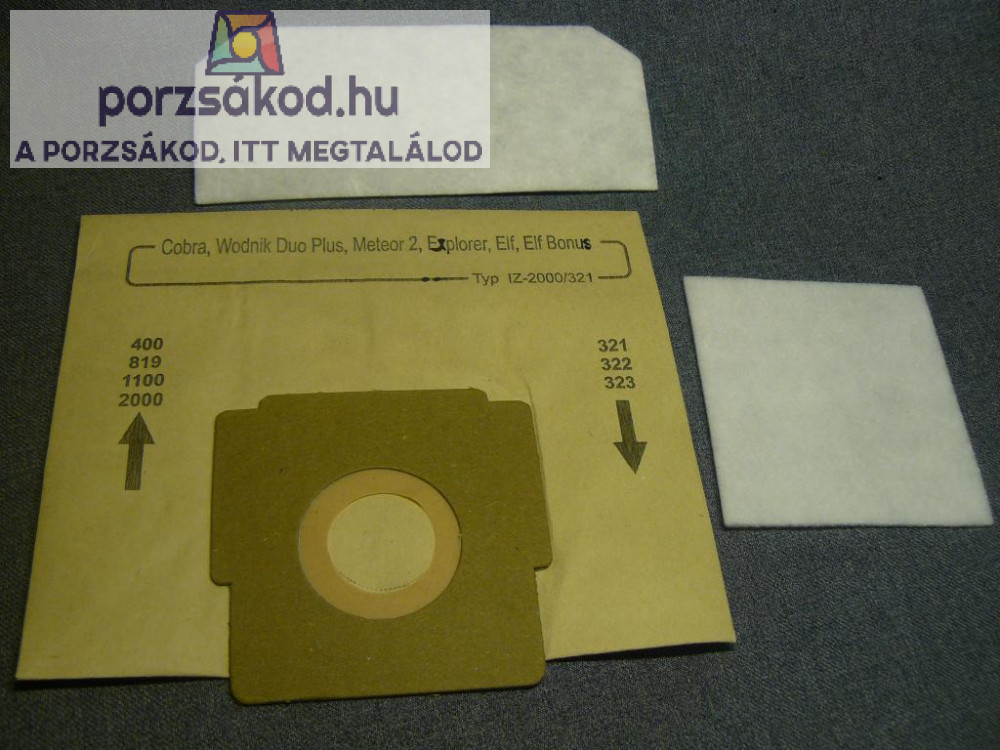 porzsákod.hu
A PORZSÁKOD, ITT MEGTALÁLOD
Cobra, Wodnik Duo Plus, Meteor 2, Explorer, Elf, Elf Bonus
Typ IZ-2000/321
400
819
1100
2000
321
322
323